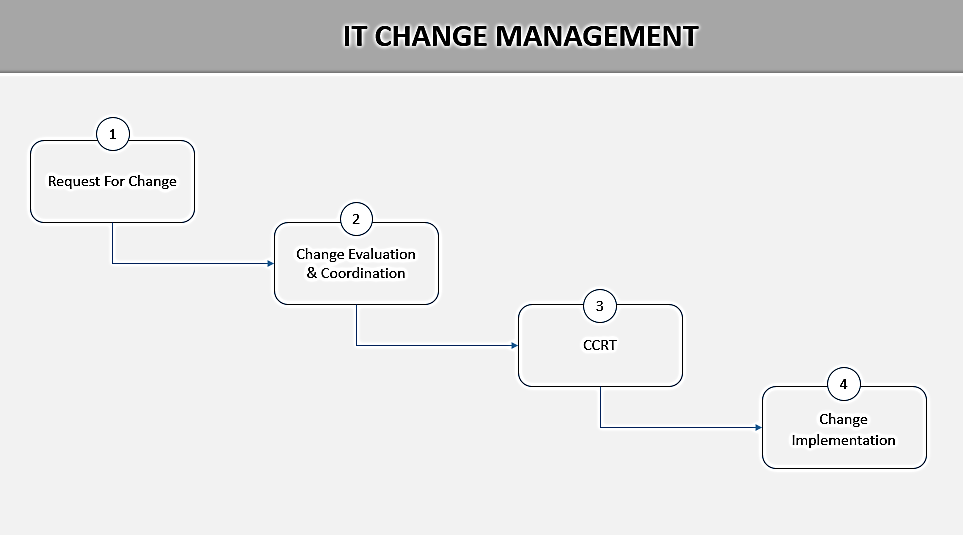 IT CHANGE MANAGEMENT
1
Request For Change
2
Change Evaluation
& Coordination
3
CCRT
4
Change
Implementation